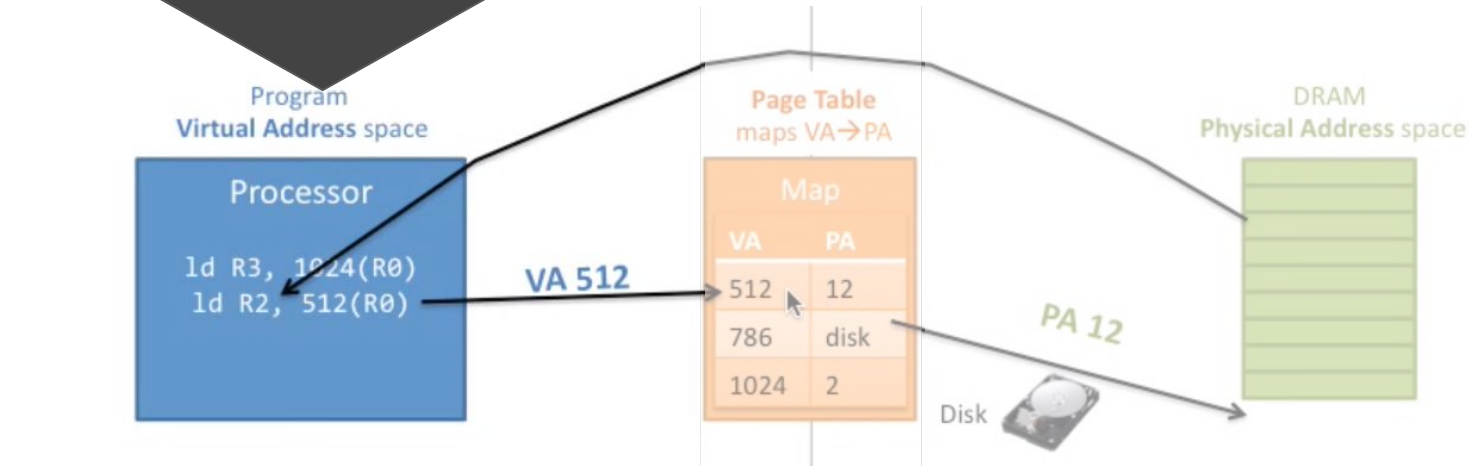 Program
Virtual Address space
Processor
ld R3, 1024(R0)
ld R2, 512(R0)
VA 512
Page Table
maps VA→PA
Map
VA PA
512 12
786 disk
1024 2
PA 12
Disk
DRAM
Physical Address space